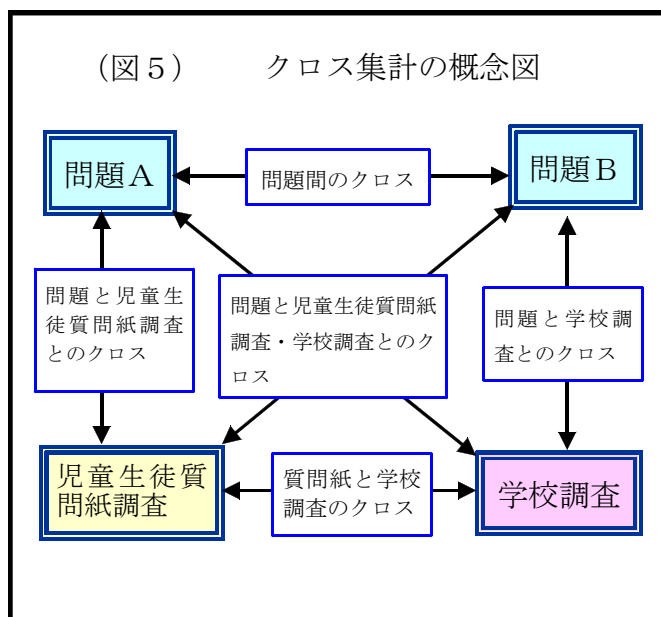 (図5) クロス集計の概念図
問題A
問題間のクロス
問題B
問題と児童生
徒質問紙調査
とのクロス
問題と児童生徒質問紙
調査・学校調査とのク
ロス
問題と学校調
査とのクロス
児童生徒質
問紙調査
質問紙と学校
調査のクロス
学校調査